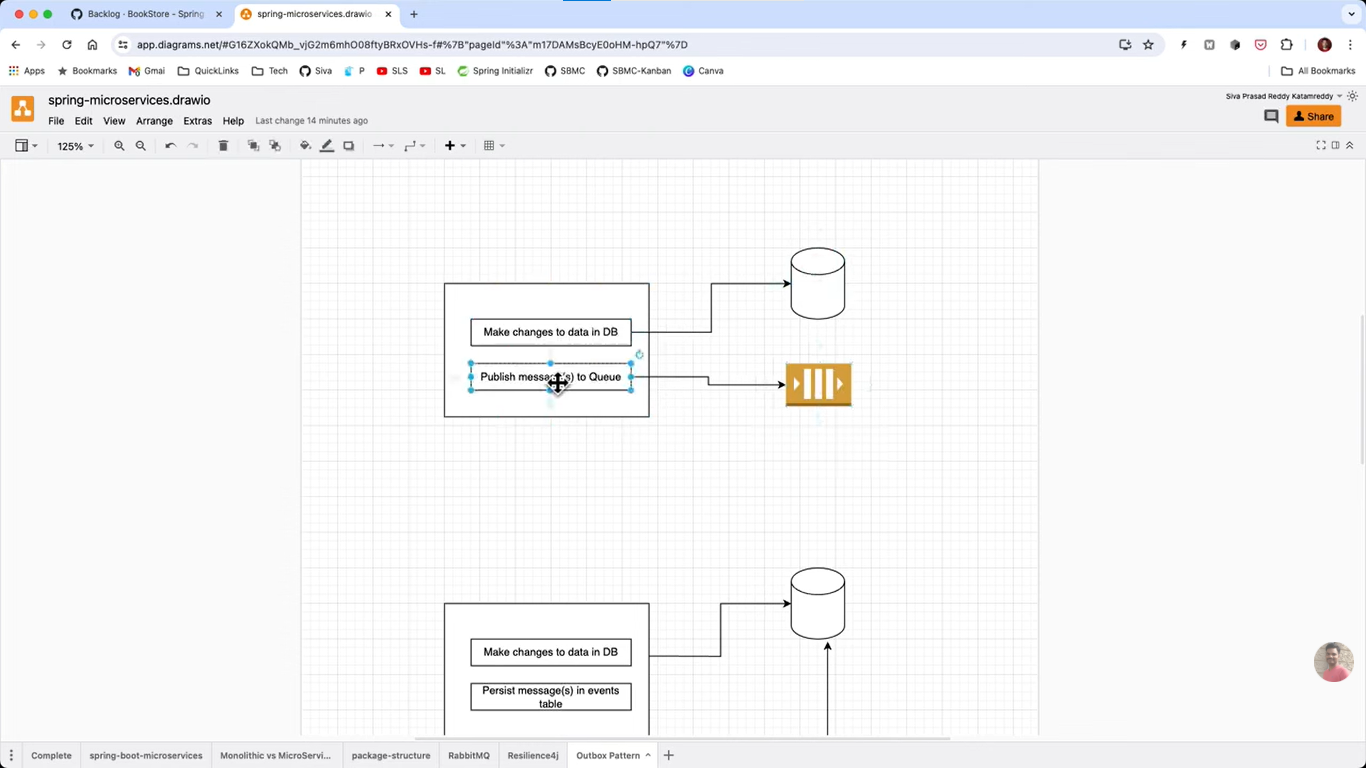 Backlog · BookStore - Spring
spring-microservices.drawio
app.diagrams.net/#G16ZXokQMb_vjG2m6mhO08ftyBRxOVHs-f#%7B"pageId"%3A"m17DAMsBcyE0oHM-hpQ7"%7D
Apps Bookmarks Gmai QuickLinks Tech Siva P SLS SL Spring Initializr SBMC SBMC-Kanban Canva All Bookmarks
spring-microservices.drawio
Siva Prasad Reddy Katamreddy
File Edit View Arrange Extras Help Last change 14 minutes ago
Share
125%
Make changes to data in DB
Publish message(s) to Queue
Make changes to data in DB
Persist message(s) in events
table
Complete spring-boot-microservices Monolithic vs MicroServi... package-structure RabbitMQ Resilience4j Outbox Pattern